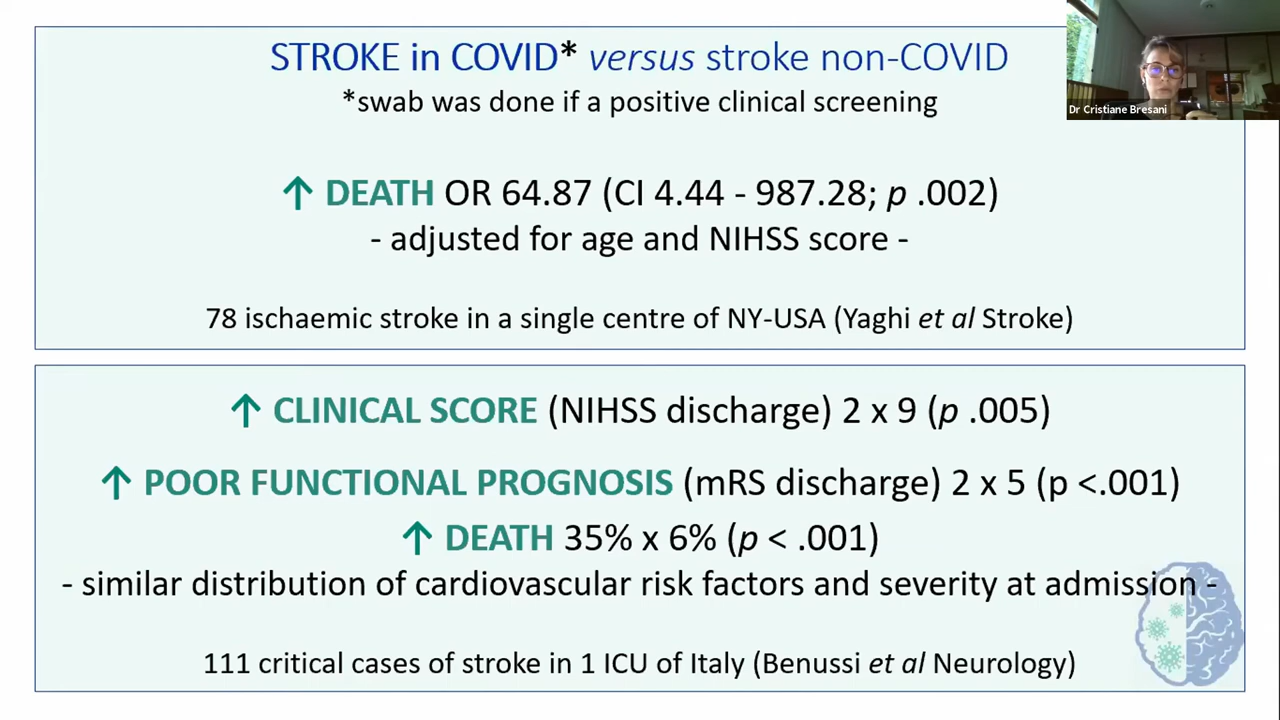 STROKE in COVID* versus stroke non-COVID
*swab was done if a positive clinical screening
Dr Cristiane Bresani
↑ DEATH OR 64.87 (CI 4.44 - 987.28; p .002)
- adjusted for age and NIHSS score -
78 ischaemic stroke in a single centre of NY-USA (Yaghi et al Stroke)
↑ CLINICAL SCORE (NIHSS discharge) 2 x 9 (p .005)
↑ POOR FUNCTIONAL PROGNOSIS (mRS discharge) 2 x 5 (p <.001)
↑ DEATH 35% x 6% (p < .001)
- similar distribution of cardiovascular risk factors and severity at admission -
111 critical cases of stroke in 1 ICU of Italy (Benussi et al Neurology)